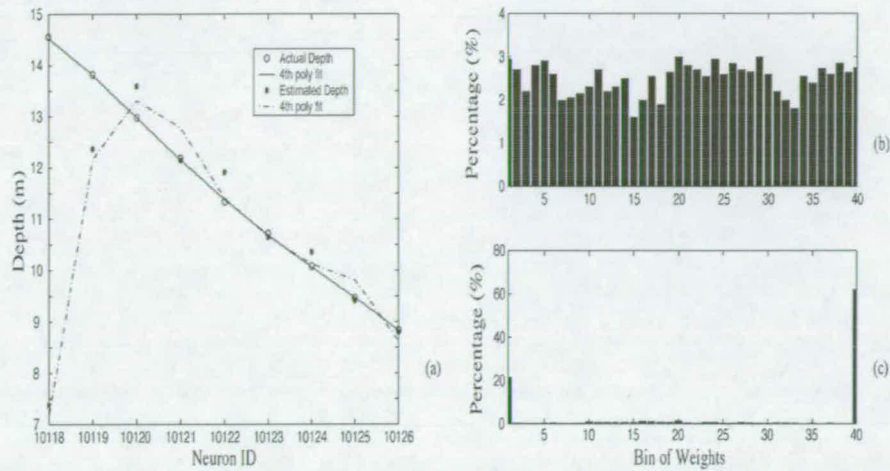 15
14
13
12
11
10
9
8
7
Depth (m)
10118 10119 10120 10121 10122 10123 10124 10125 10126
Neuron ID
Actual Depth
4th poly fit
Estimated Depth
4th poly fit
(a)
4
3
2
1
0
Percentage (%)
5 10 15 20 25 30 35 40
(b)
80
60
40
20
0
Percentage (%)
5 10 15 20 25 30 35 40
Bin of Weights
(c)